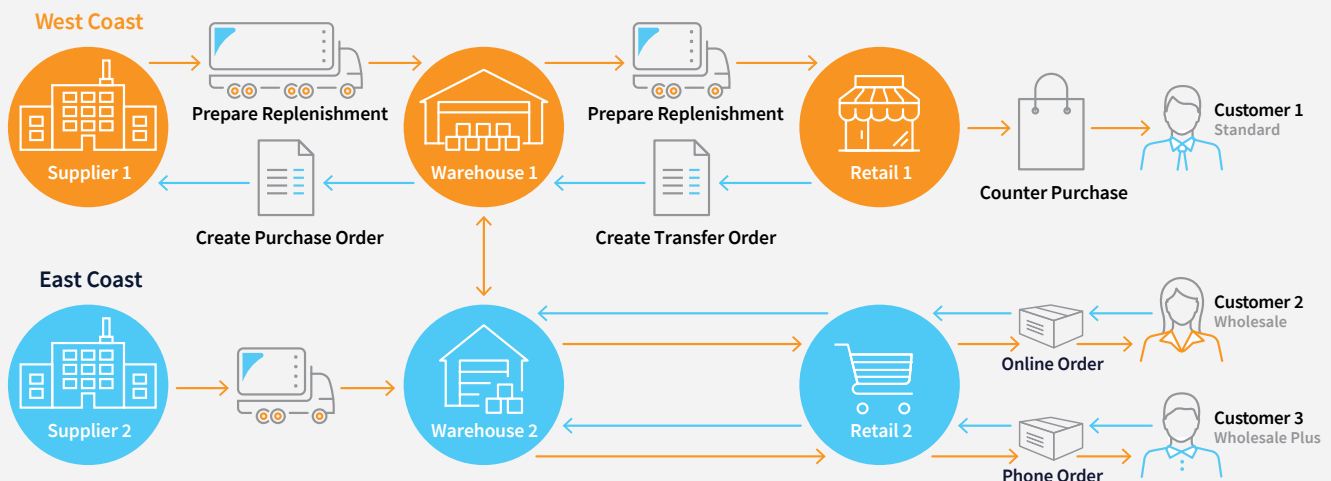 West Coast
Supplier 1
Prepare Replenishment
Create Purchase Order
Warehouse 1
Prepare Replenishment
Create Transfer Order
Retail 1
Counter Purchase
Customer 1
Standard
East Coast
Supplier 2
Warehouse 2
Retail 2
Online Order
Customer 2
Wholesale
Phone Order
Customer 3
Wholesale Plus